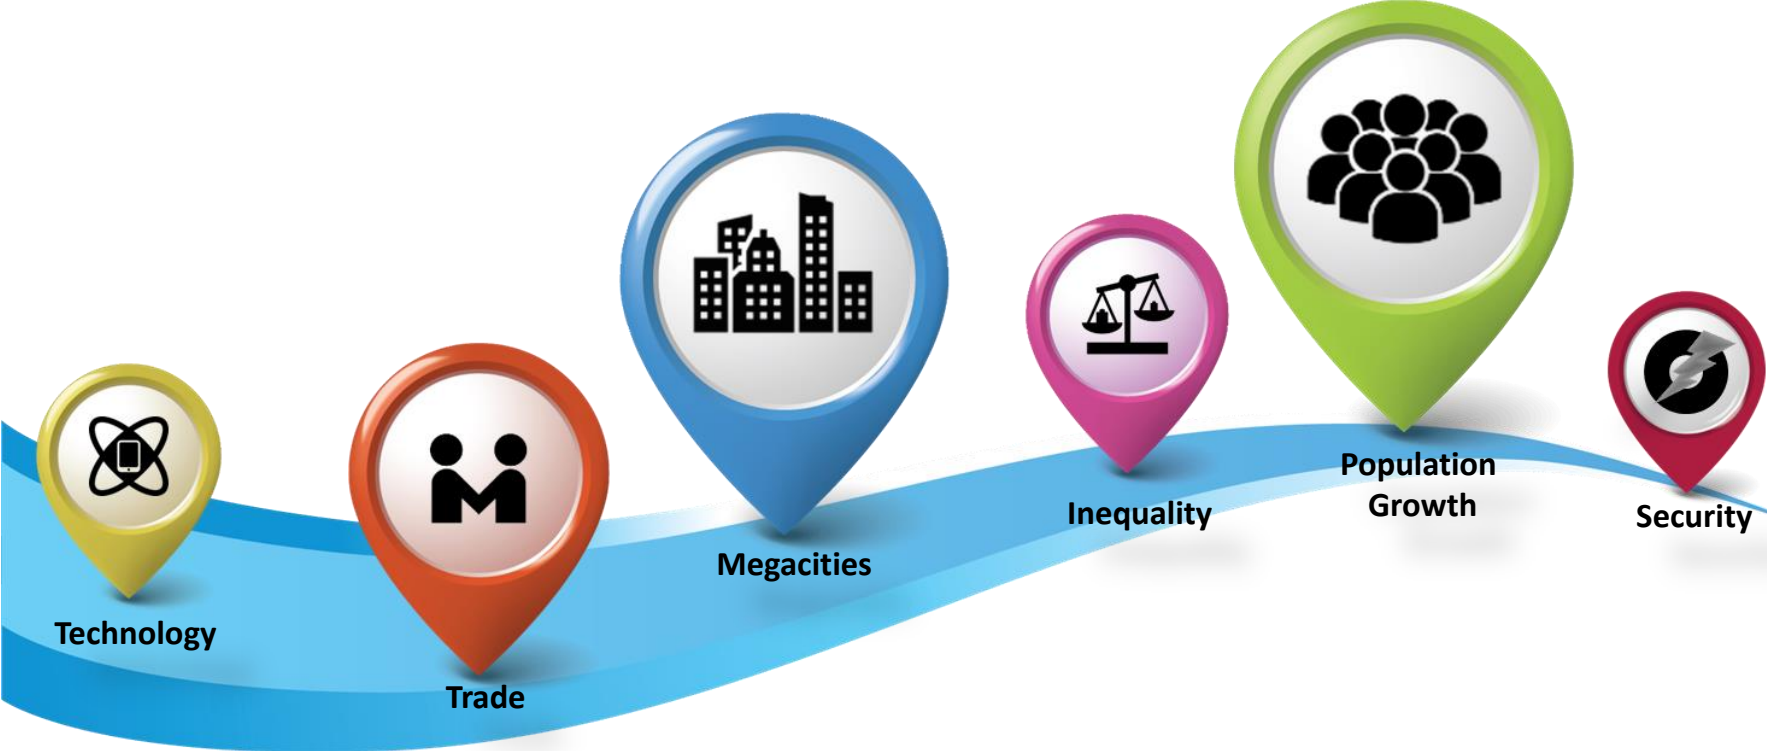 Technology
Trade
Megacities
Inequality
Population
Growth
Security